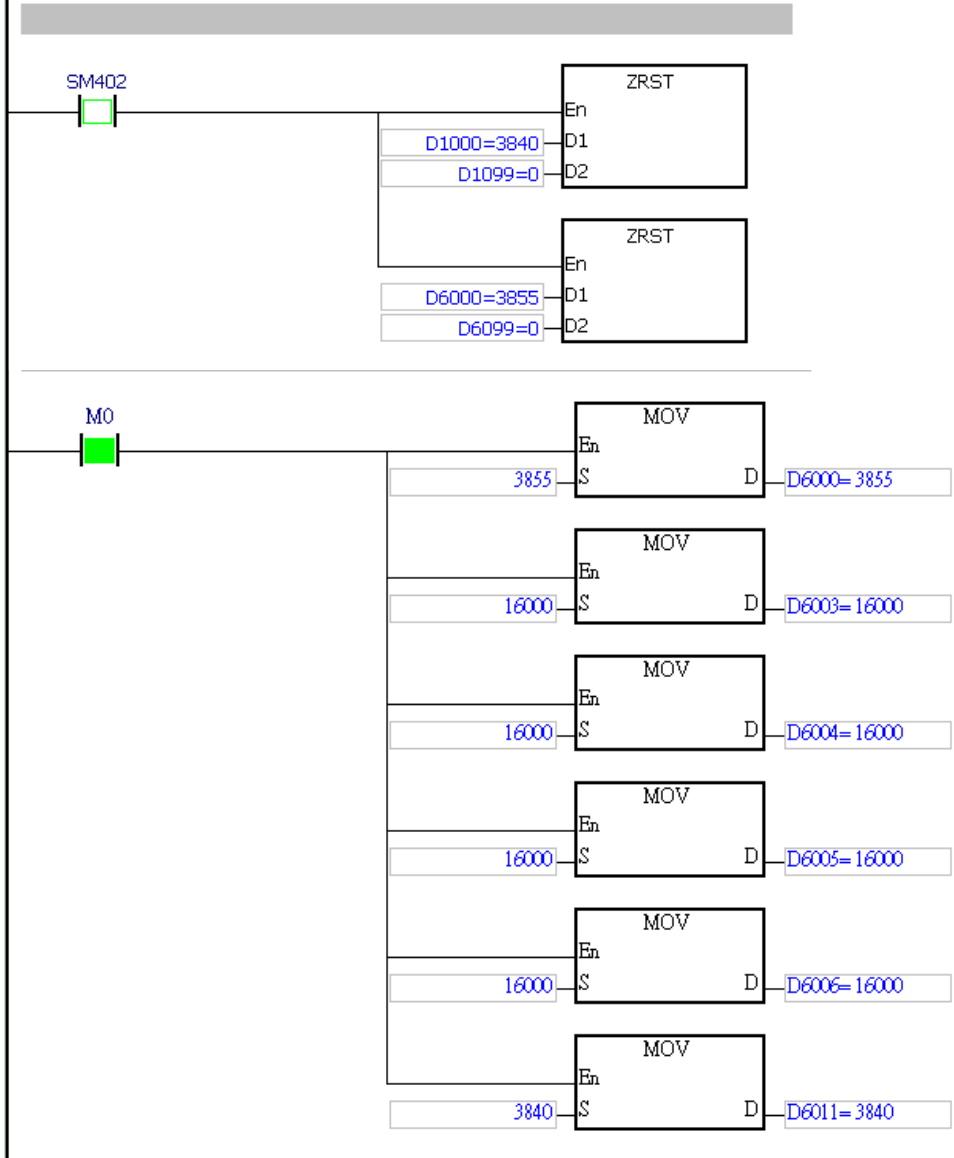 SM402
ZRST
En
D1000=3840 D1
D1099=0 D2
ZRST
En
D6000=3855 D1
D6099=0 D2
M0
MOV
En
3855 S D D6000=3855
MOV
En
16000 S D D6003=16000
MOV
En
16000 S D D6004=16000
MOV
En
16000 S D D6005=16000
MOV
En
16000 S D D6006=16000
MOV
En
3840 S D D6011=3840